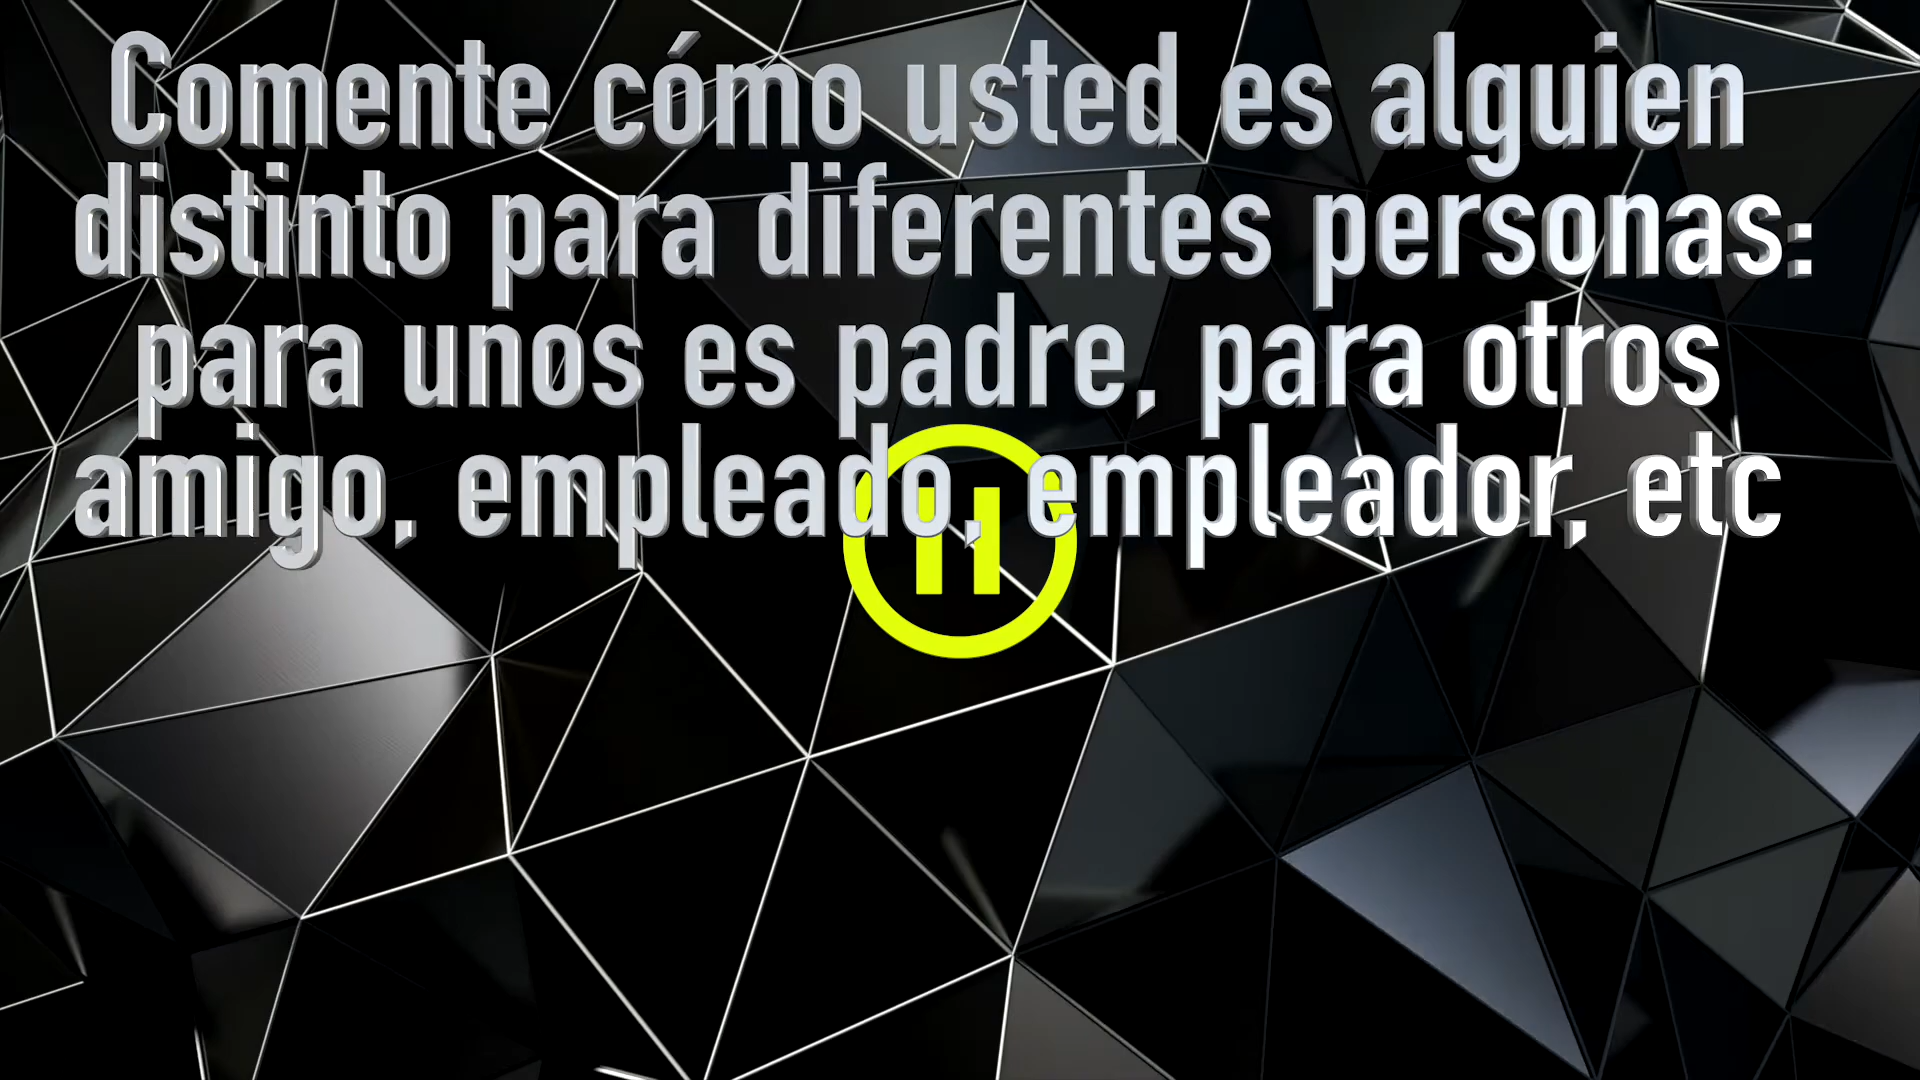 Comente cómo usted es alguien
distinto para diferentes personas:
para unos es padre, para otros
amigo, empleado, empleador, etc